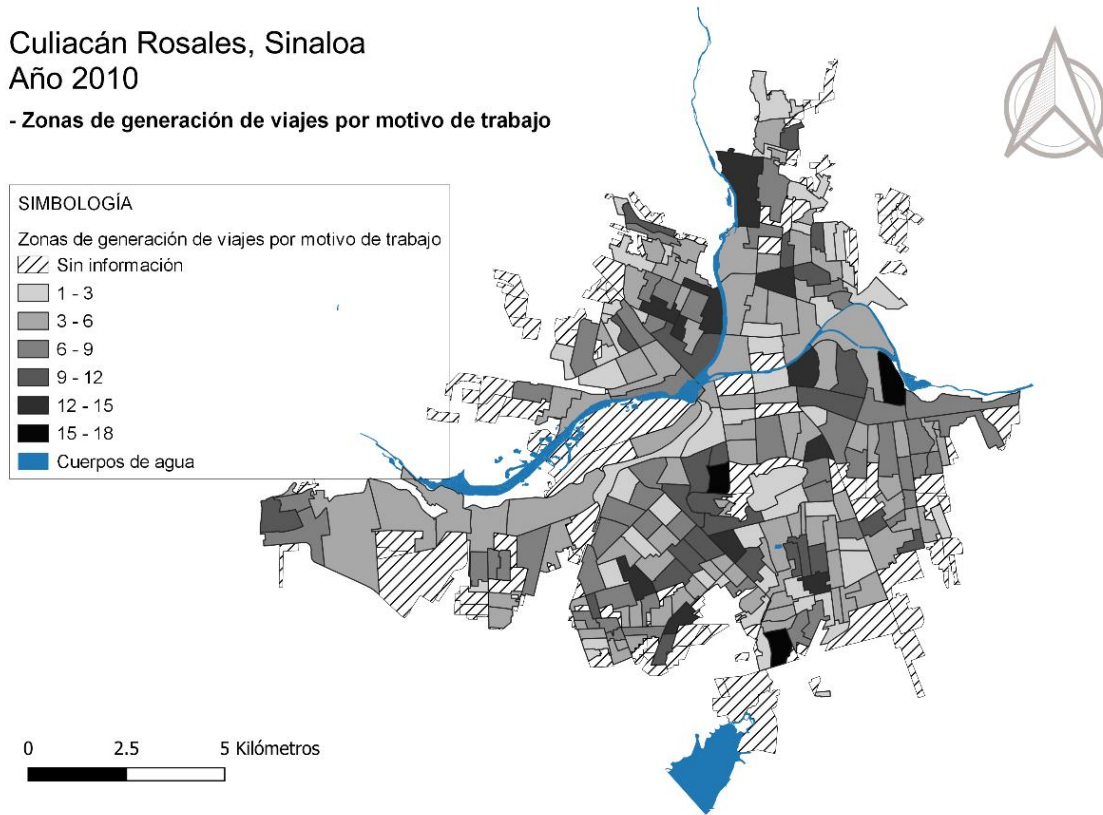 Culiacán Rosales, Sinaloa
Año 2010
- Zonas de generación de viajes por motivo de trabajo
SIMBOLOGÍA
Zonas de generación de viajes por motivo de trabajo
Sin información
1 - 3
3 - 6
6 - 9
9 - 12
12 - 15
15 - 18
Cuerpos de agua
0 2.5 5 Kilómetros